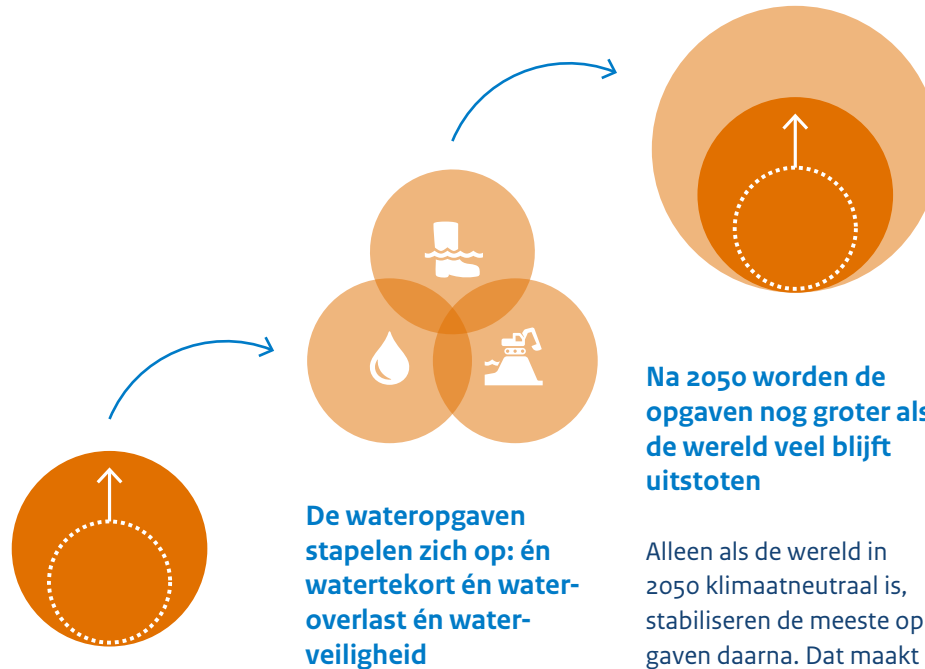 De wateropgaven
stapelen zich op: én
watertekort én water-
overlast én water-
veiligheid
Na 2050 worden de
opgaven nog groter als
de wereld veel blijft
uitstoten
Alleen als de wereld in
2050 klimaatneutraal is,
stabiliseren de meeste op
gaven daarna. Dat maakt